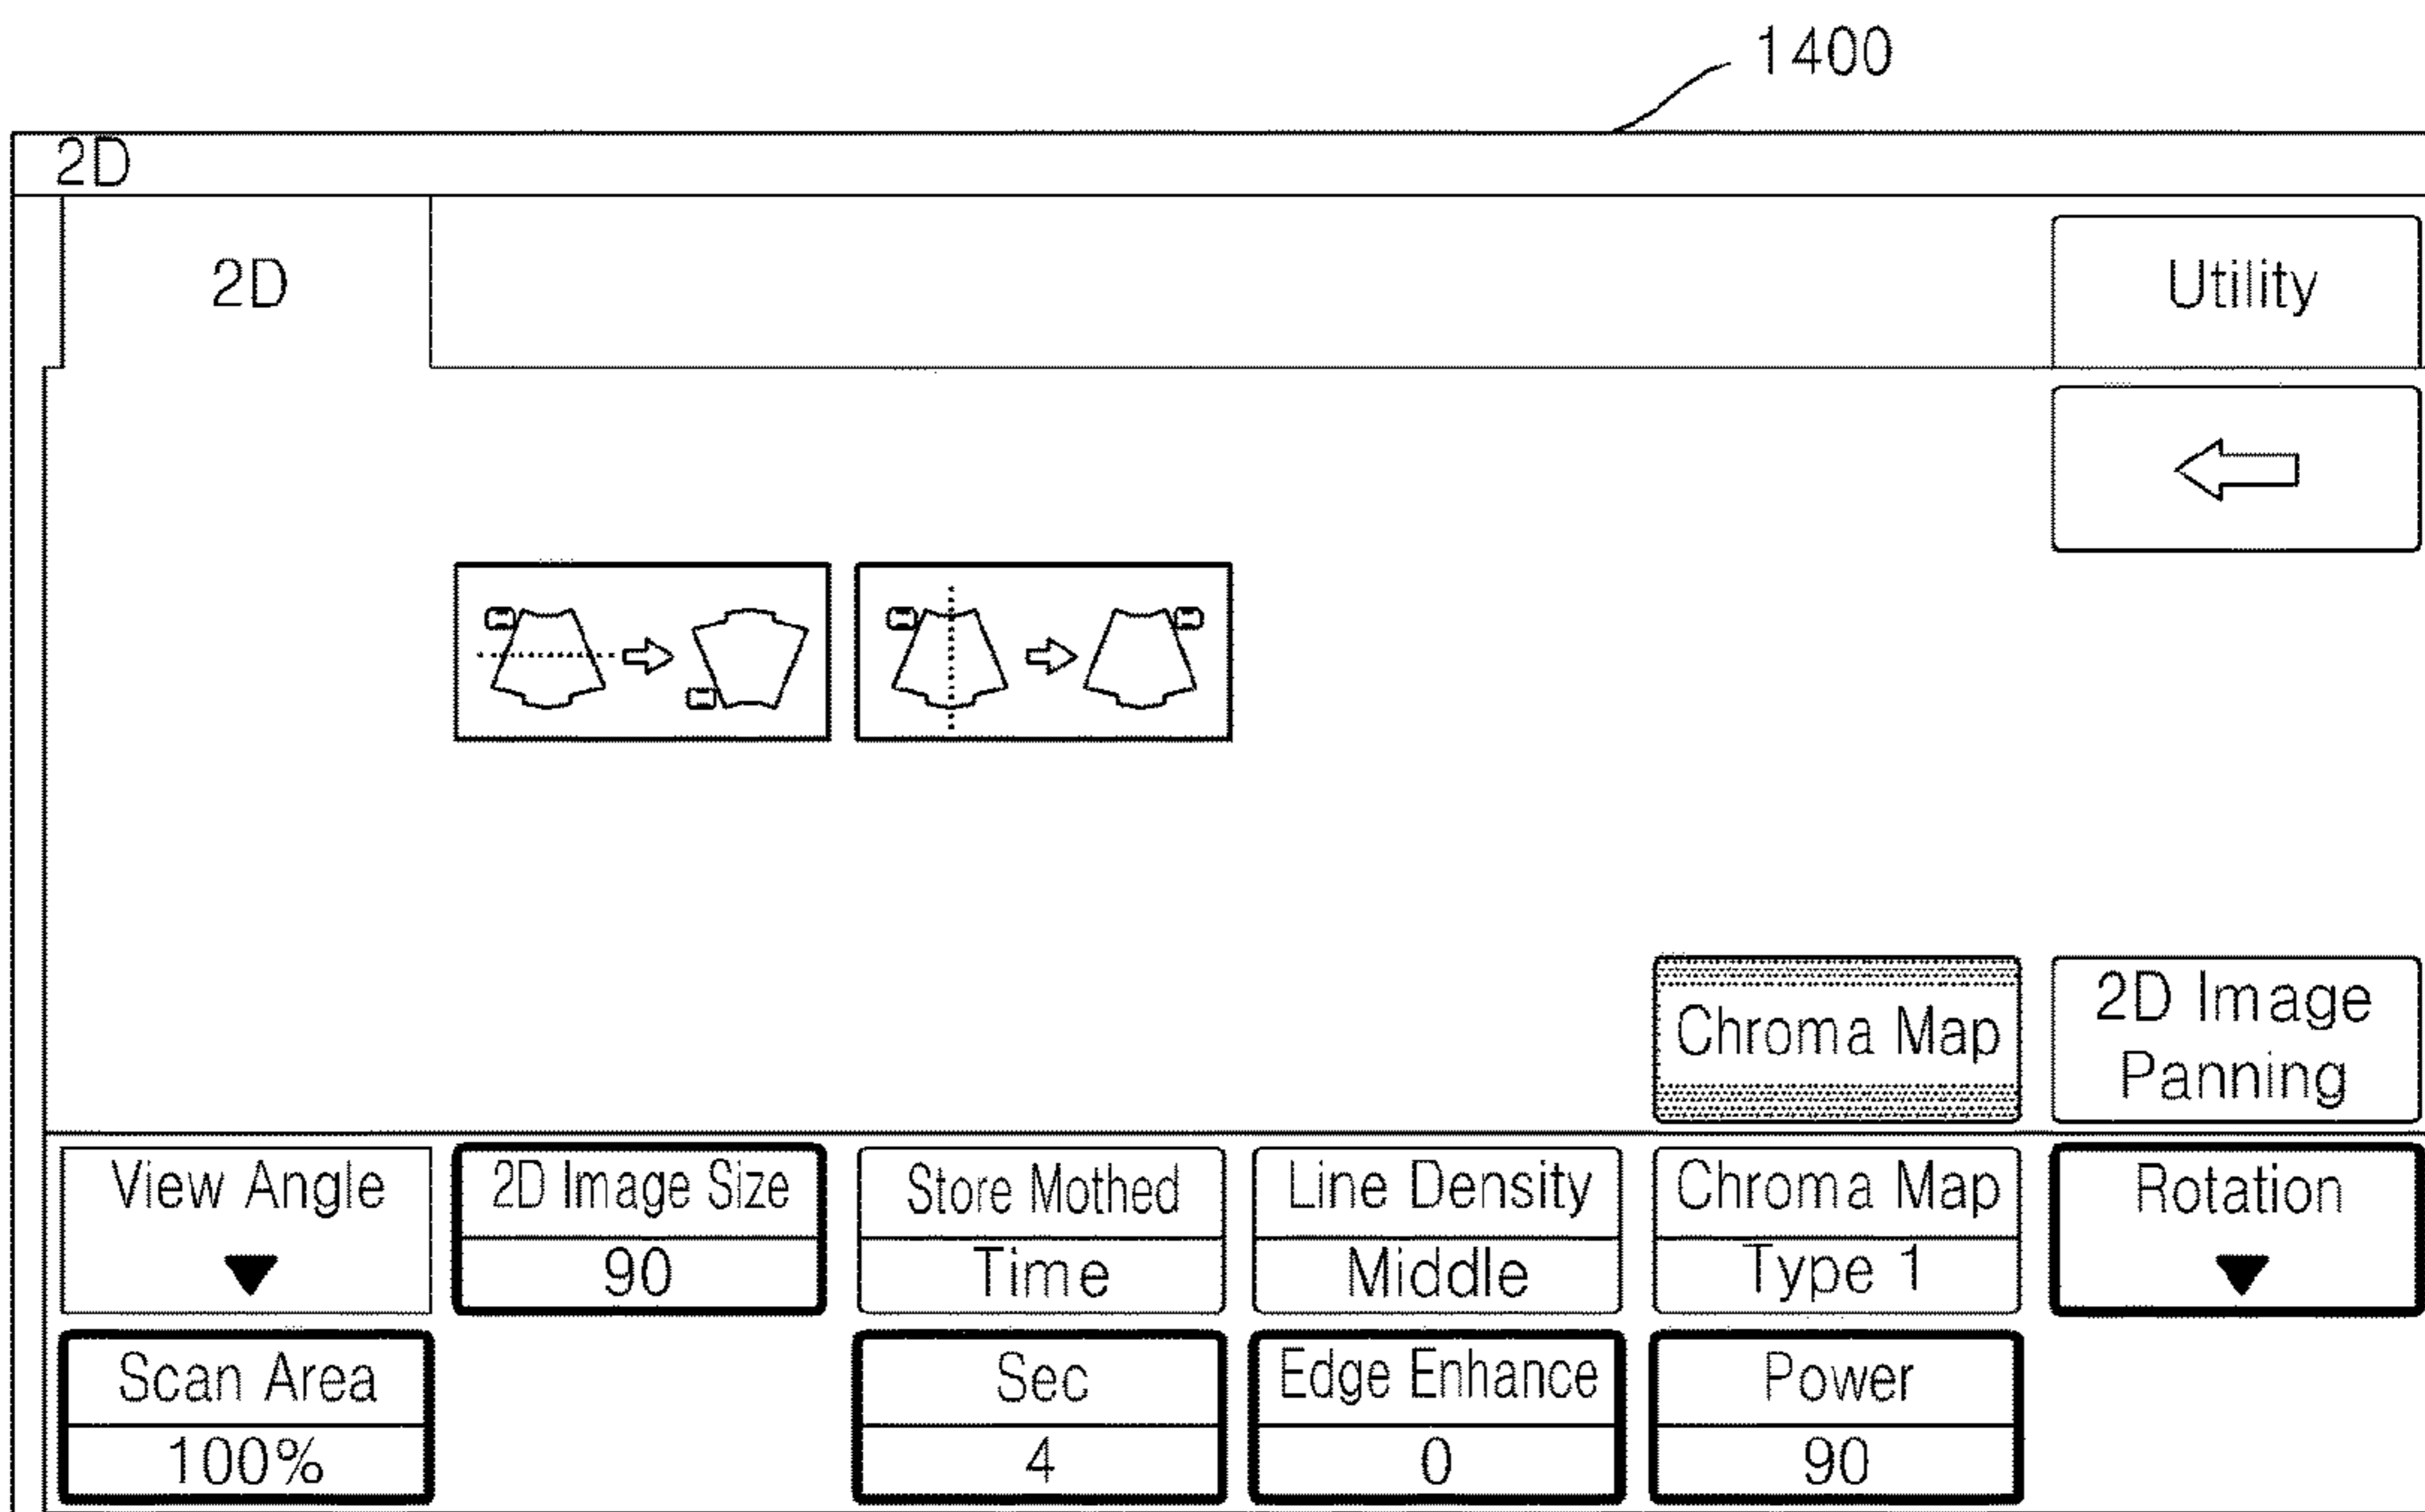 1400
2D
2D
Utility
Chroma Map
2D Image
Panning
View Angle
2D Image Size
90
Store Mothed
Time
Line Density
Middle
Chroma Map
Type 1
Rotation
Scan Area
100%
Sec
4
Edge Enhance
0
Power
90